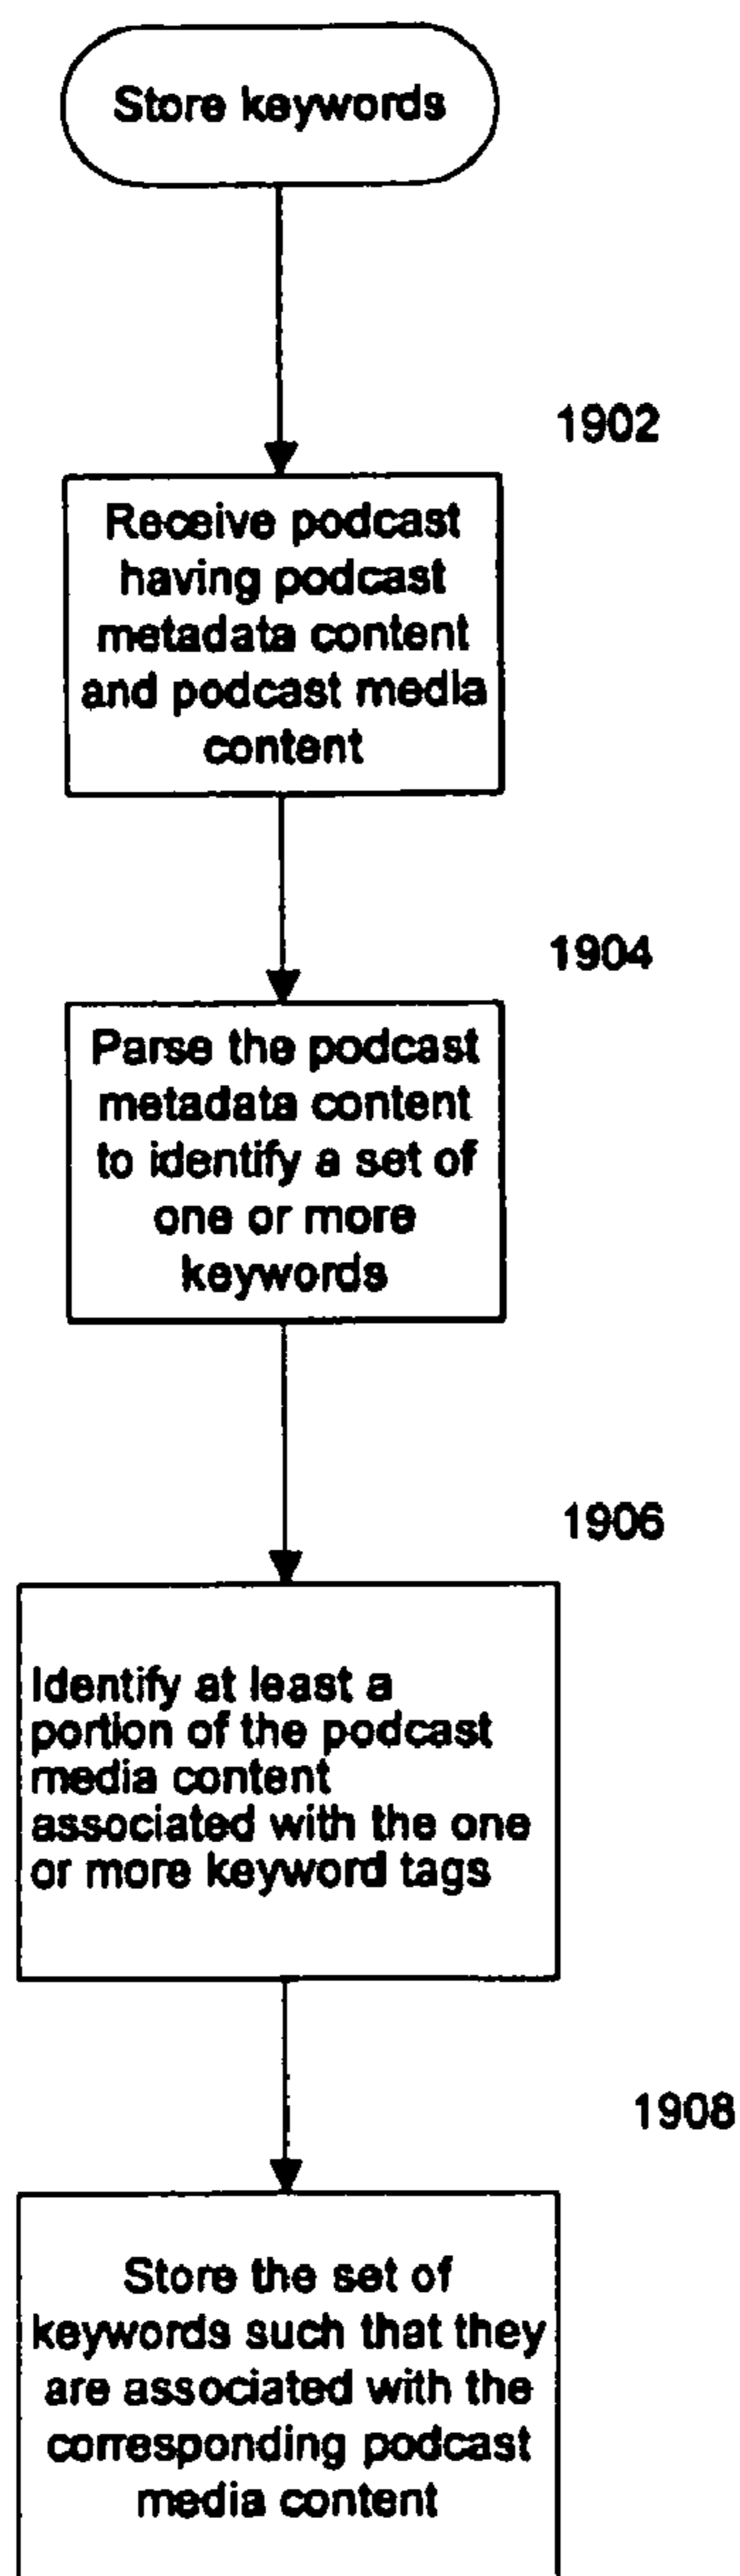 Store keywords
1902
Receive podcast
having podcast
metadata content
and podcast media
content
1904
Parse the podcast
metadata content
to identify a set of
one or more
keywords
1906
Identify at least a
portion of the podcast
media content
associated with the one
or more keyword tags
1908
Store the set of
keywords such that they
are associated with the
corresponding podcast
media content